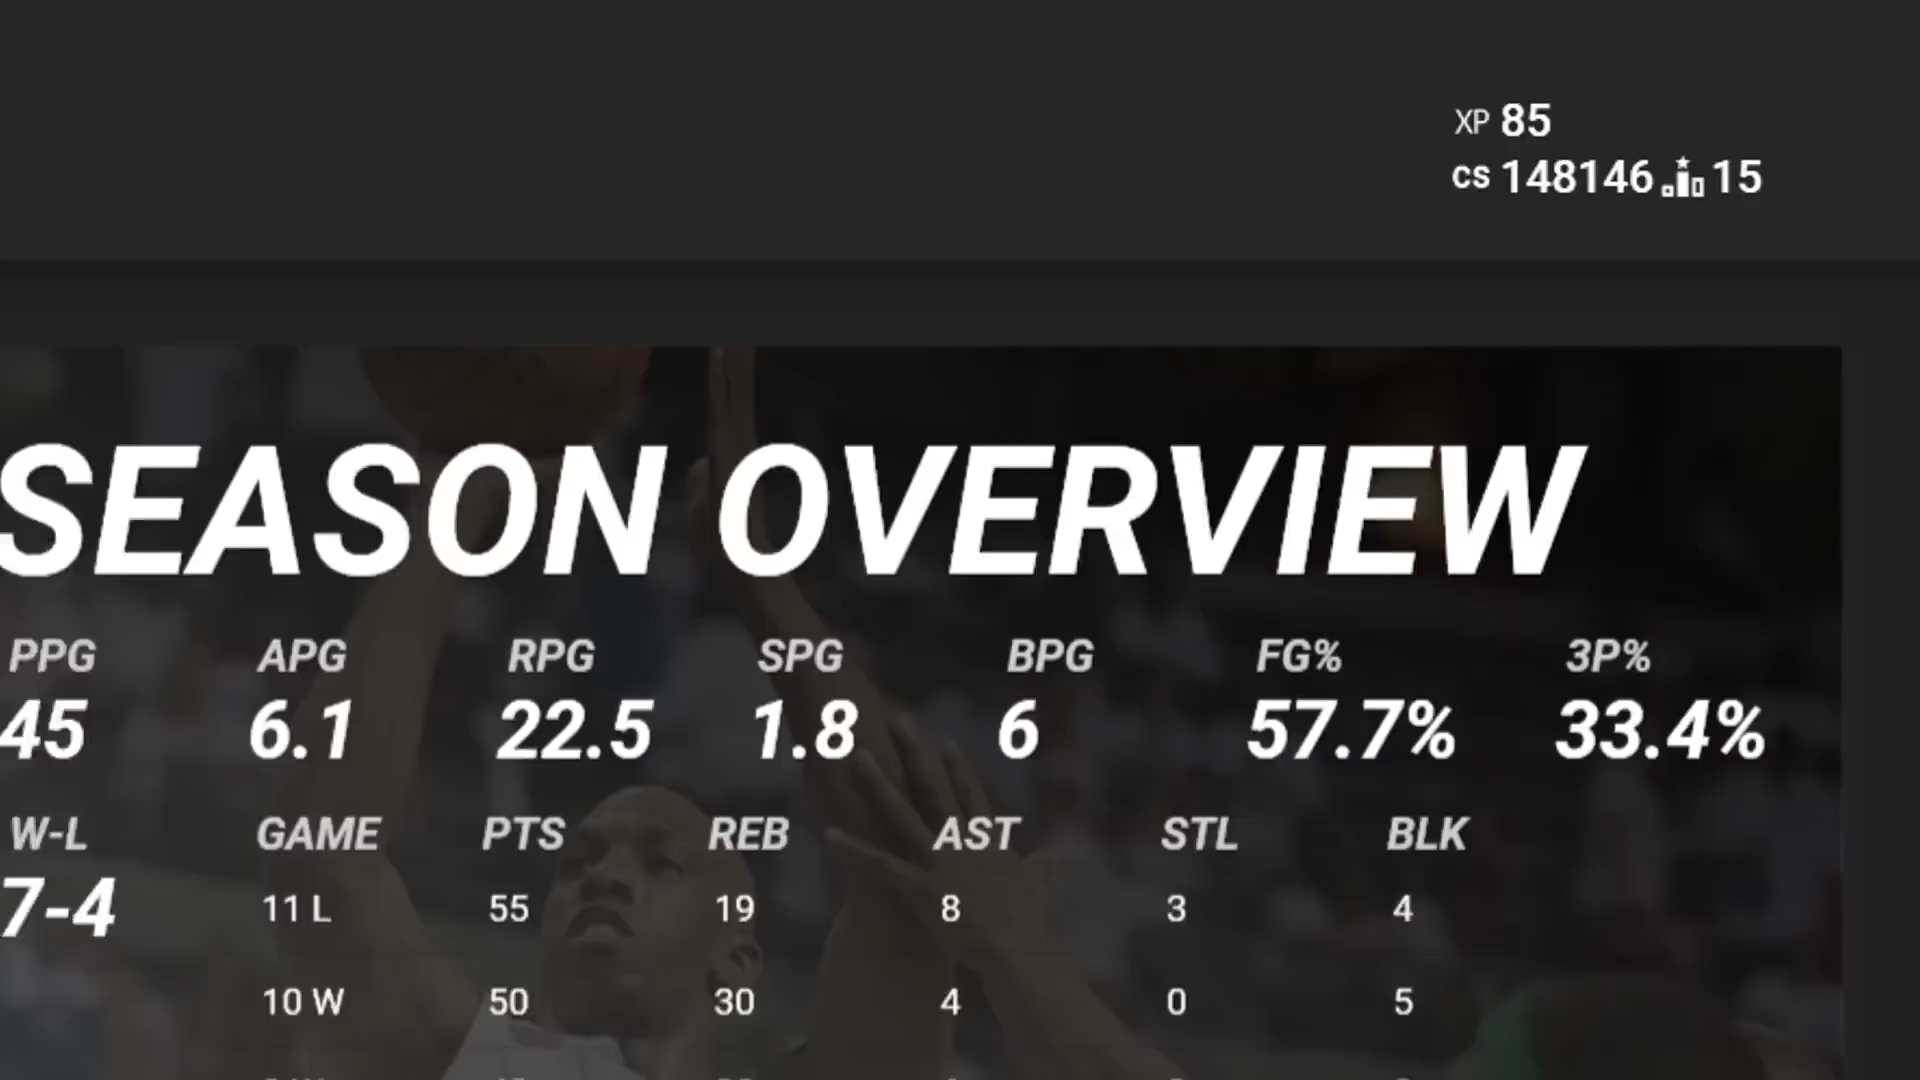 XP 85
CS 148146 15
SEASON OVERVIEW
PPG APG RPG SPG BPG FG% 3P%
45 6.1 22.5 1.8 6 57.7% 33.4%
W-L GAME PTS REB AST STL BLK
7-4 11 L 55 19 8 3 4
10 W 50 30 4 0 5